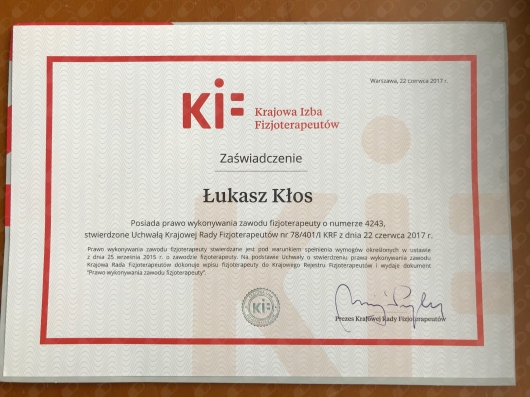 Warszawa, 22 czerwca 2017 r.
KiF
Krajowa Izba
Fizjoterapeutów
Zaświadczenie
Łukasz Kłos
Posiada prawo wykonywania zawodu fizjoterapeuty o numerze 4243,
stwierdzone Uchwałą Krajowej Rady Fizjoterapeutów nr 78/401/I KRF z dnia 22 czerwca 2017 r.
Prawo wykonywania zawodu fizjoterapeuty stwierdzane jest pod warunkiem spełnienia wymogów określonych w ustawie
z dnia 25 września 2015 r. o zawodzie fizjoterapeuty. Na podstawie Uchwały o stwierdzeniu prawa wykonywania zawodu
Krajowa Rada Fizjoterapeutów dokonuje wpisu fizjoterapeuty do Krajowego Rejestru Fizjoterapeutów i wydaje dokument
"Prawo wykonywania zawodu fizjoterapeuty".
KiF
Prezes Krajowej Rady Fizjoterapeutów